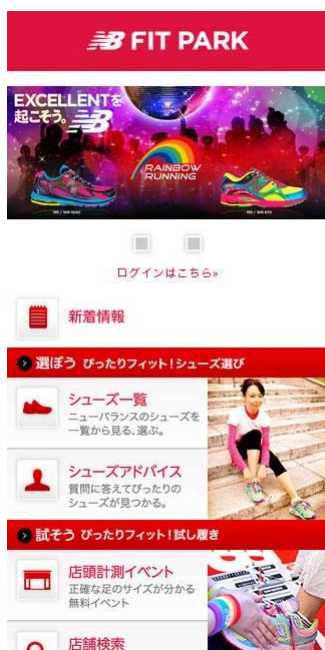 NB FIT PARK
EXCELLENTを
起こそう。NB
RAINBOW
RUNNING
ログインはこちら»
新着情報
選ぼう ぴったりフィット!シューズ選び
シューズ一覧
ニューバランスのシューズを
一覧から見る、選ぶ。
シューズアドバイス
質問に答えてぴったりの
シューズが見つかる。
試そう ぴったりフィット!試し履き
店頭計測イベント
正確な足のサイズが分かる
無料イベント
店舗検索